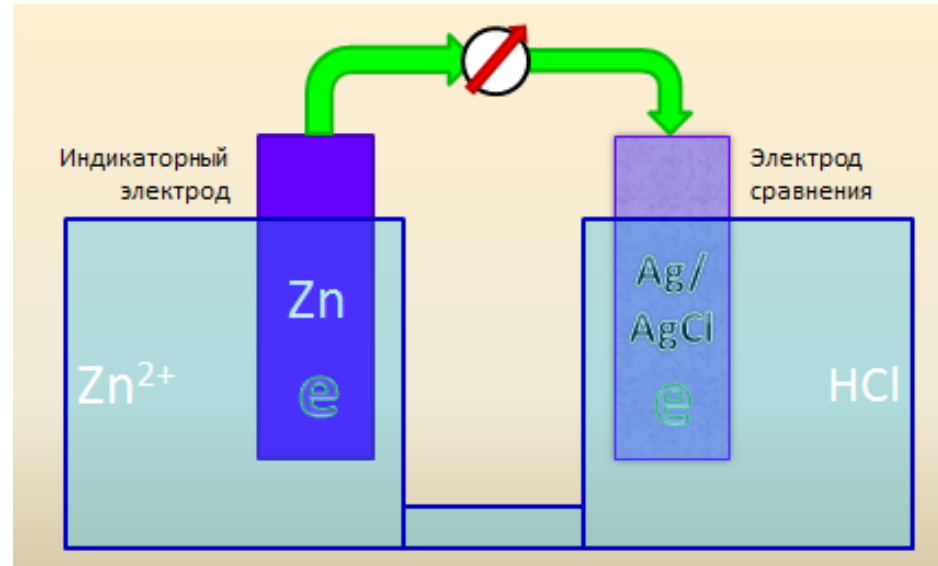 Индикаторный
электрод
Электрод
сравнения
Zn
Ag/
AgCl
Zn²⁺
e
e
HCl